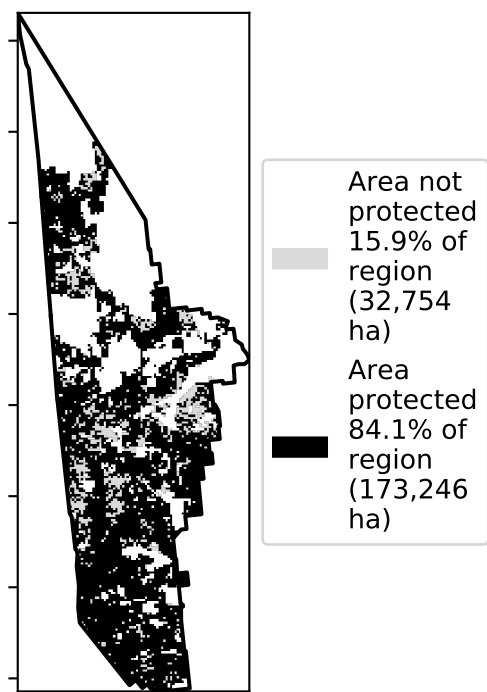 Area not
protected
15.9% of
region
(32,754
ha)
Area
protected
84.1% of
region
(173,246
ha)